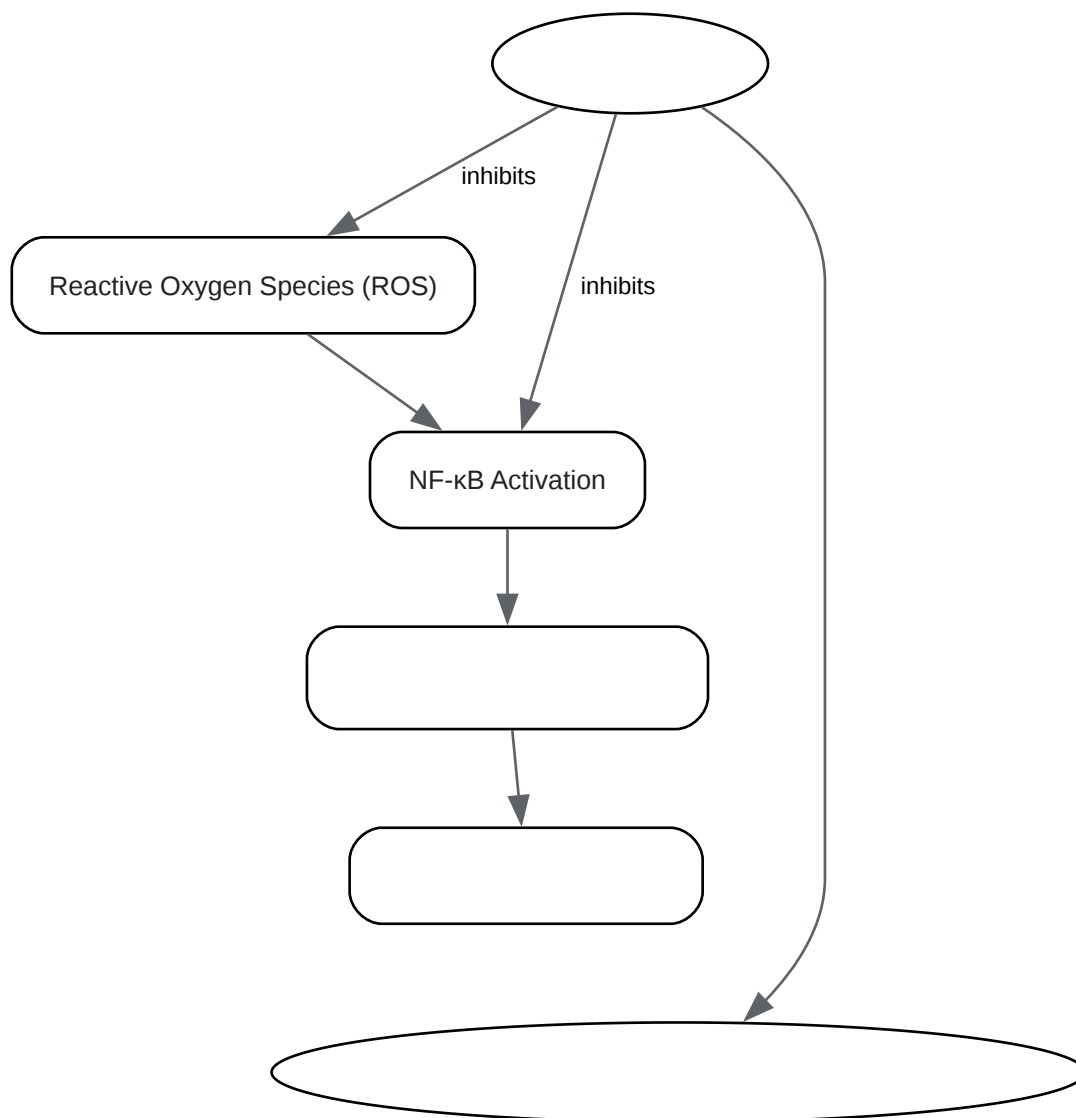 inhibits
Reactive Oxygen Species (ROS)
inhibits
NF-κB Activation